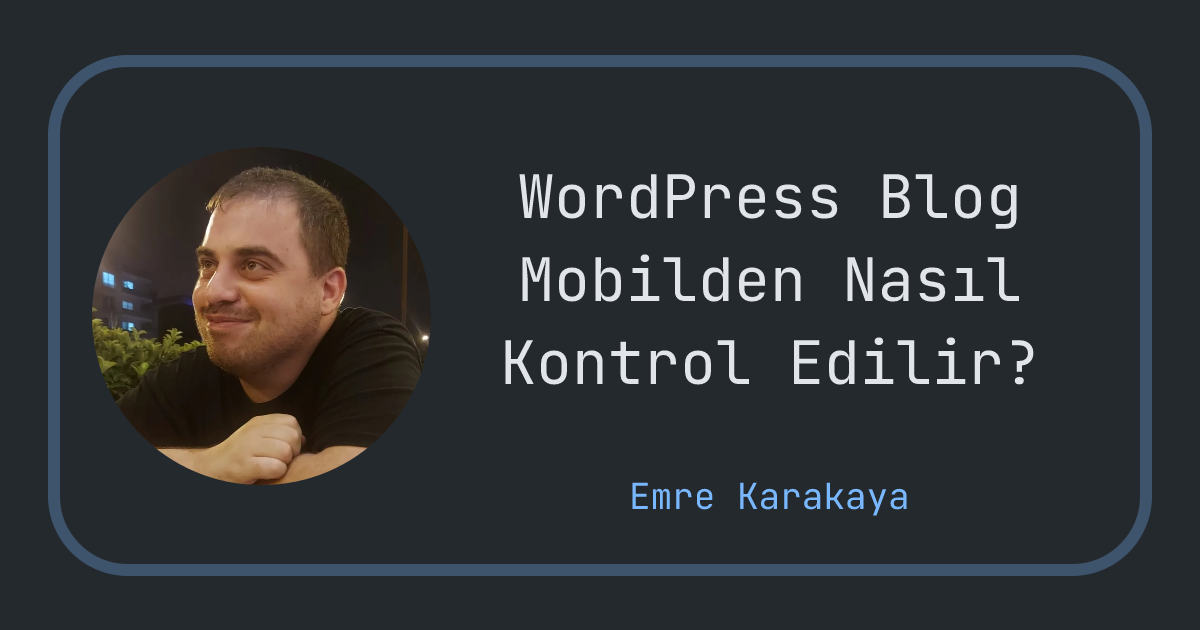 WordPress Blog
Mobilden Nasıl
Kontrol Edilir?
Emre Karakaya